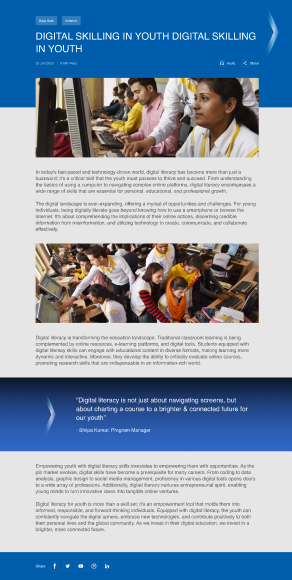 DIGITAL SKILLING IN YOUTH DIGITAL SKILLING
IN YOUTH
Share
In today's fast-paced and technology-driven world, digital literacy has become more than just a
buzzword; it's a critical skill that the youth must possess to thrive and succeed. From understanding
the basics of using a computer to navigating complex online platforms, digital literacy encompasses a
wide range of skills that are essential for personal, educational, and professional growth.
The digital landscape is ever-expanding, offering a myriad of opportunities and challenges. For young
individuals, being digitally literate goes beyond knowing how to use a smartphone or browse the
internet. It's about comprehending the implications of their online actions, discerning credible
information from misinformation, and utilizing technology to create, communicate, and collaborate
effectively.
Digital literacy is transforming the education landscape. Traditional classroom learning is being
complemented by online resources, e-learning platforms, and digital tools. Students equipped with
digital literacy skills can engage with educational content in diverse formats, making learning more
dynamic and interactive. Moreover, they develop the ability to critically evaluate online sources,
promoting research skills that are indispensable in an information-rich world.
"Digital literacy is not just about navigating screens, but
about charting a course to a brighter & connected future for
our youth"
- Shilpa Kumar, Program Manager
Empowering youth with digital literacy skills translates to empowering them with opportunities. As the
job market evolves, digital skills have become a prerequisite for many careers. From coding to data
analysis, graphic design to social media management, proficiency in various digital tools opens doors
to a wide array of professions. Additionally, digital literacy nurtures entrepreneurial spirit, enabling
young minds to turn innovative ideas into tangible online ventures.
Digital literacy for youth is more than a skill set; it's an empowerment tool that molds them into
informed, responsible, and forward-thinking individuals. Equipped with digital literacy, the youth can
confidently navigate the digital sphere, embrace new technologies, and contribute positively to both
their personal lives and the global community. As we invest in their digital education, we invest in a
brighter, more connected future.
Share